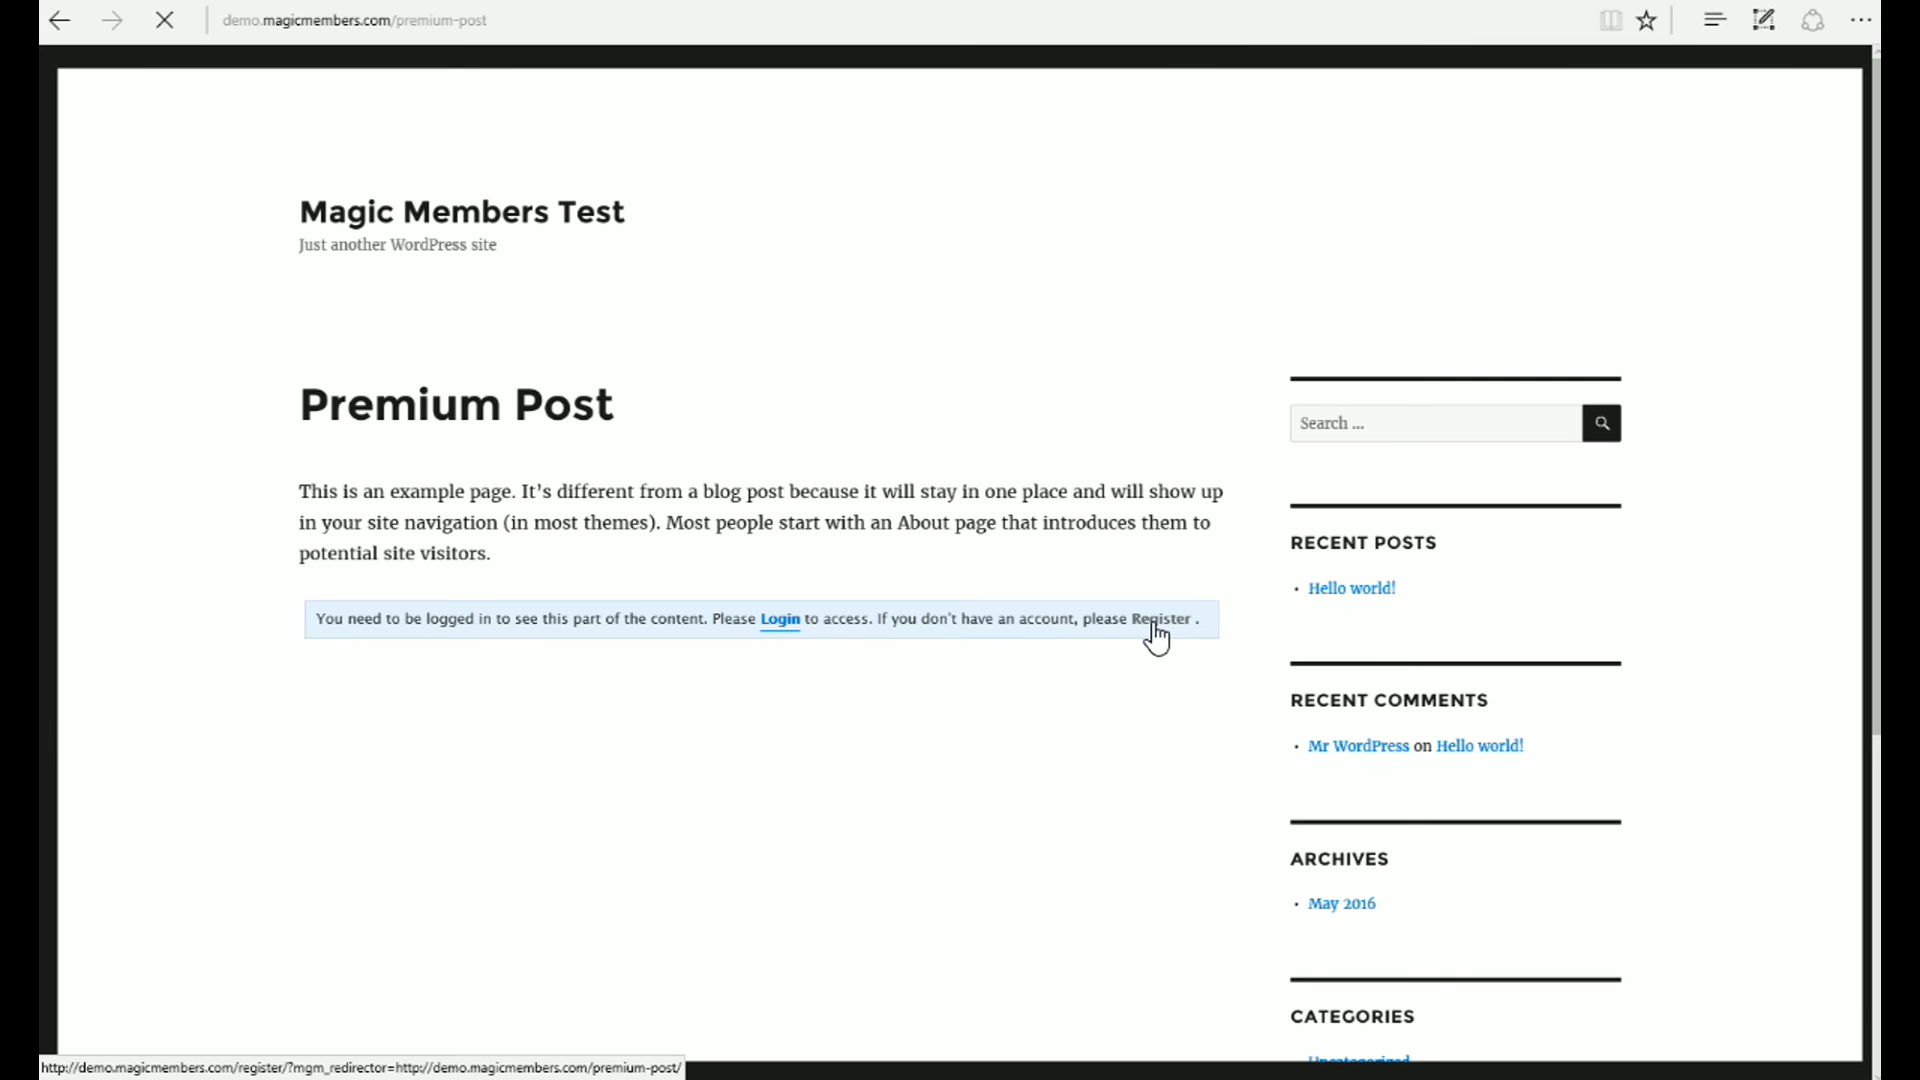 demo.magicmembers.com/premium-post
Magic Members Test
Just another WordPress site
Premium Post
This is an example page. It's different from a blog post because it will stay in one place and will show up
in your site navigation (in most themes). Most people start with an About page that introduces them to
potential site visitors.
You need to be logged in to see this part of the content. Please Login to access. If you don't have an account, please Register .
Search ...
RECENT POSTS
• Hello world!
RECENT COMMENTS
• Mr WordPress on Hello world!
ARCHIVES
• May 2016
CATEGORIES
Uncategorized
http://demo.magicmembers.com/register/?mgm_redirector=http://demo.magicmembers.com/premium-post/